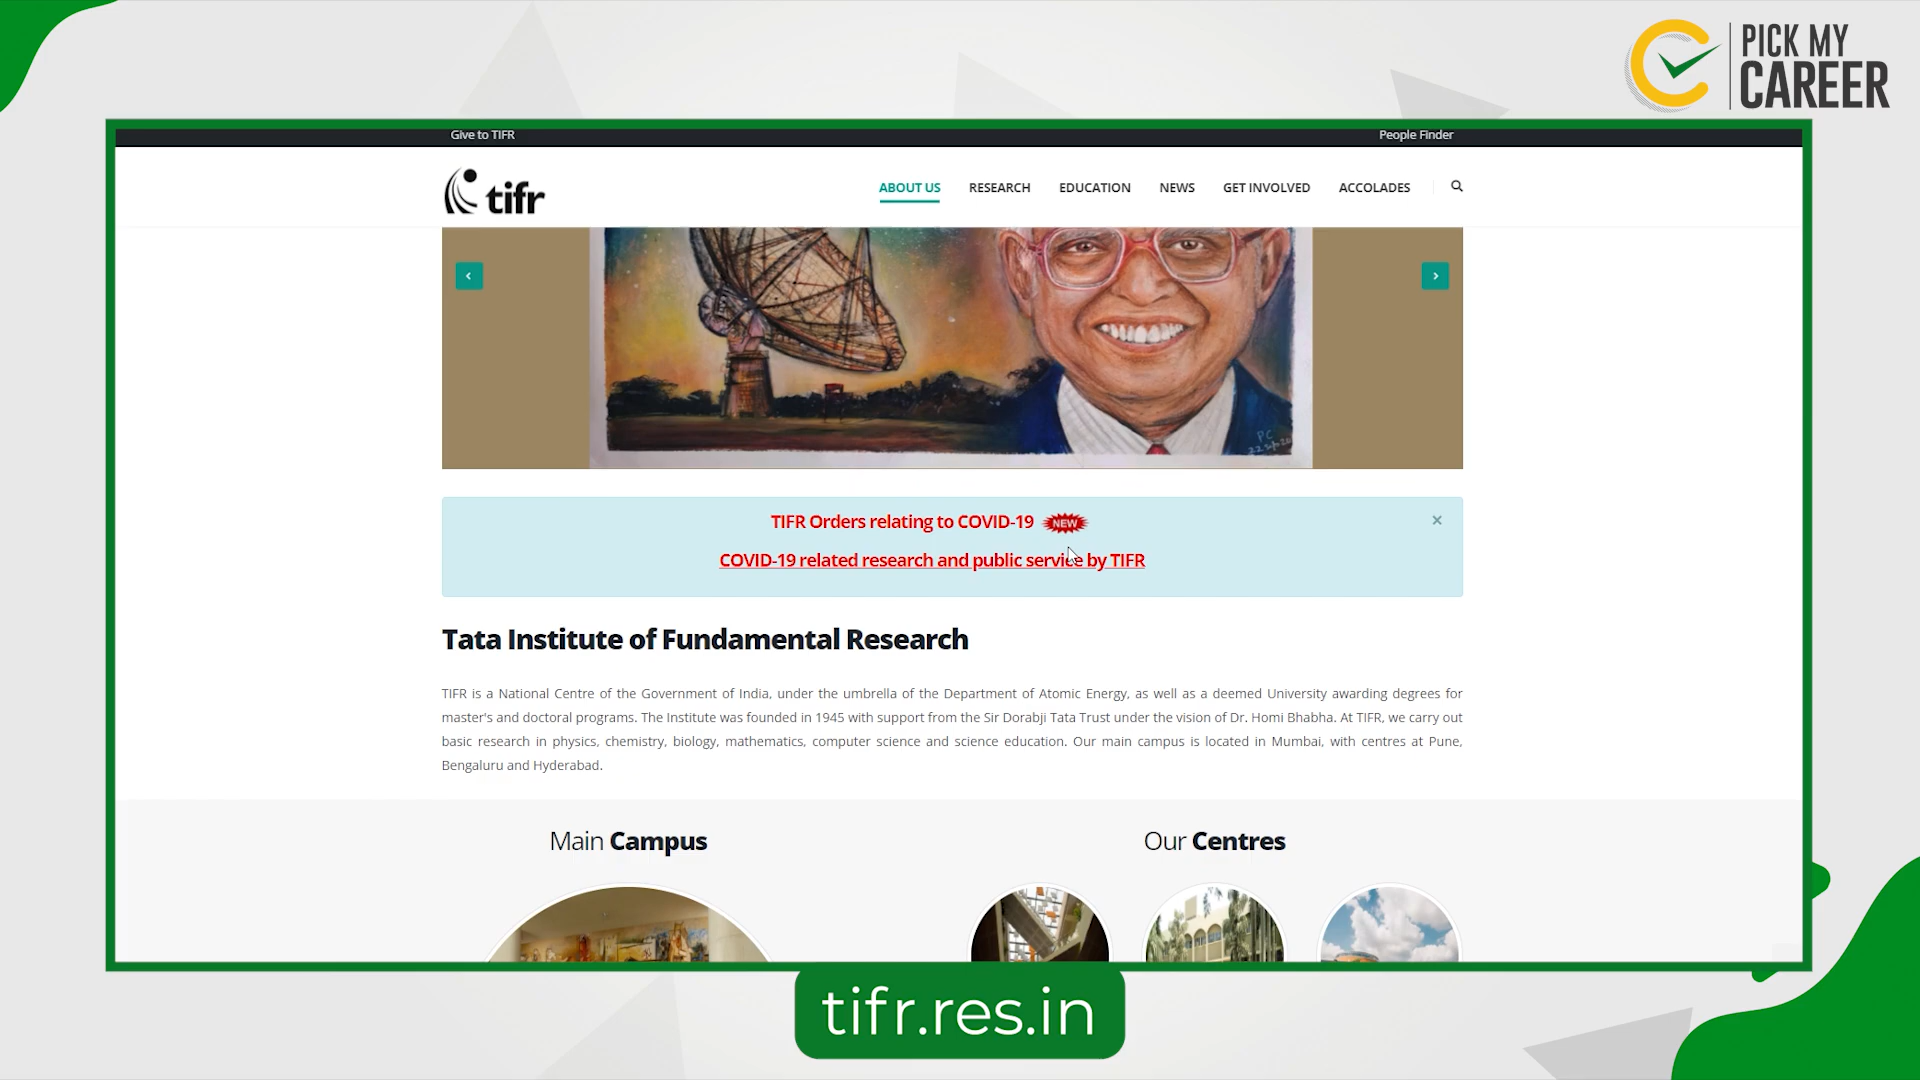 PICK MY
CAREER
Give to TIFR
People Finder
tifr
ABOUT US
RESEARCH
EDUCATION
NEWS
GET INVOLVED
ACCOLADES
TIFR Orders relating to COVID-19 NEW
×
COVID-19 related research and public service by TIFR
Tata Institute of Fundamental Research
TIFR is a National Centre of the Government of India, under the umbrella of the Department of Atomic Energy, as well as a deemed University awarding degrees for
master's and doctoral programs. The Institute was founded in 1945 with support from the Sir Dorabji Tata Trust under the vision of Dr. Homi Bhabha. At TIFR, we carry out
basic research in physics, chemistry, biology, mathematics, computer science and science education. Our main campus is located in Mumbai, with centres at Pune,
Bengaluru and Hyderabad.
Main Campus
Our Centres
tifr.res.in